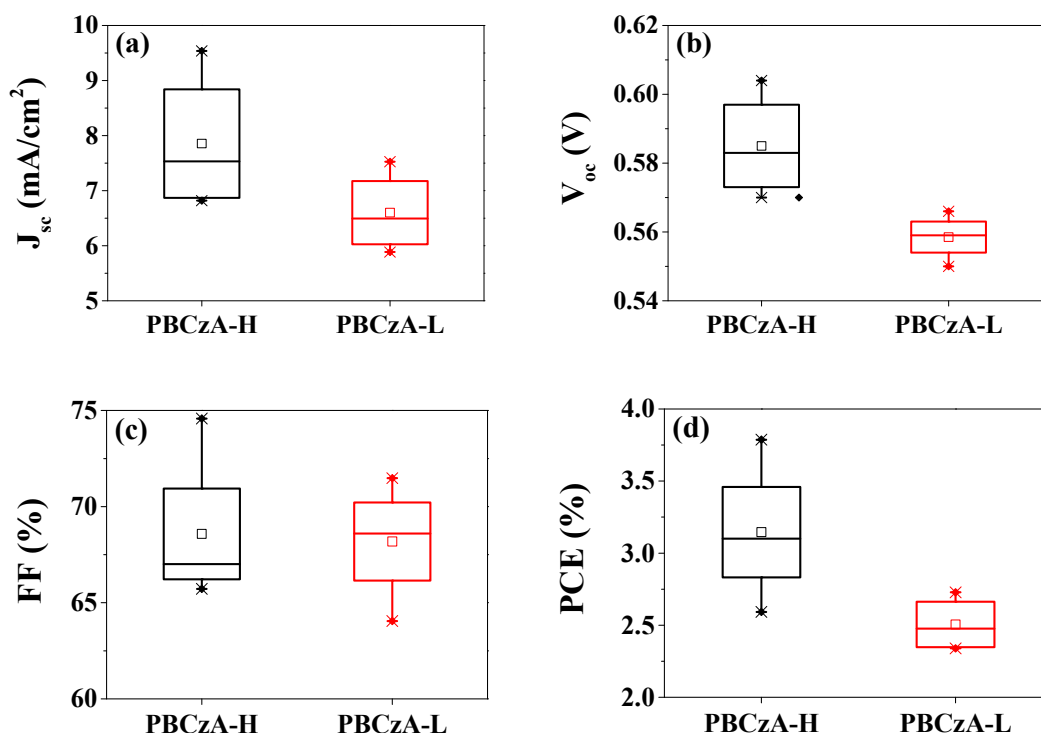 (a)
J_sc (mA/cm²)
10
9
8
7
6
5
PBCzA-H PBCzA-L
(b)
V_oc (V)
0.62
0.60
0.58
0.56
0.54
PBCzA-H PBCzA-L
(c)
FF (%)
75
70
65
60
PBCzA-H PBCzA-L
(d)
PCE (%)
4.0
3.5
3.0
2.5
2.0
PBCzA-H PBCzA-L